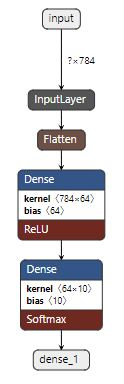 input
?×784
InputLayer
Flatten
Dense
kernel ⟨784×64⟩
bias ⟨64⟩
ReLU
Dense
kernel ⟨64×10⟩
bias ⟨10⟩
Softmax
dense_1